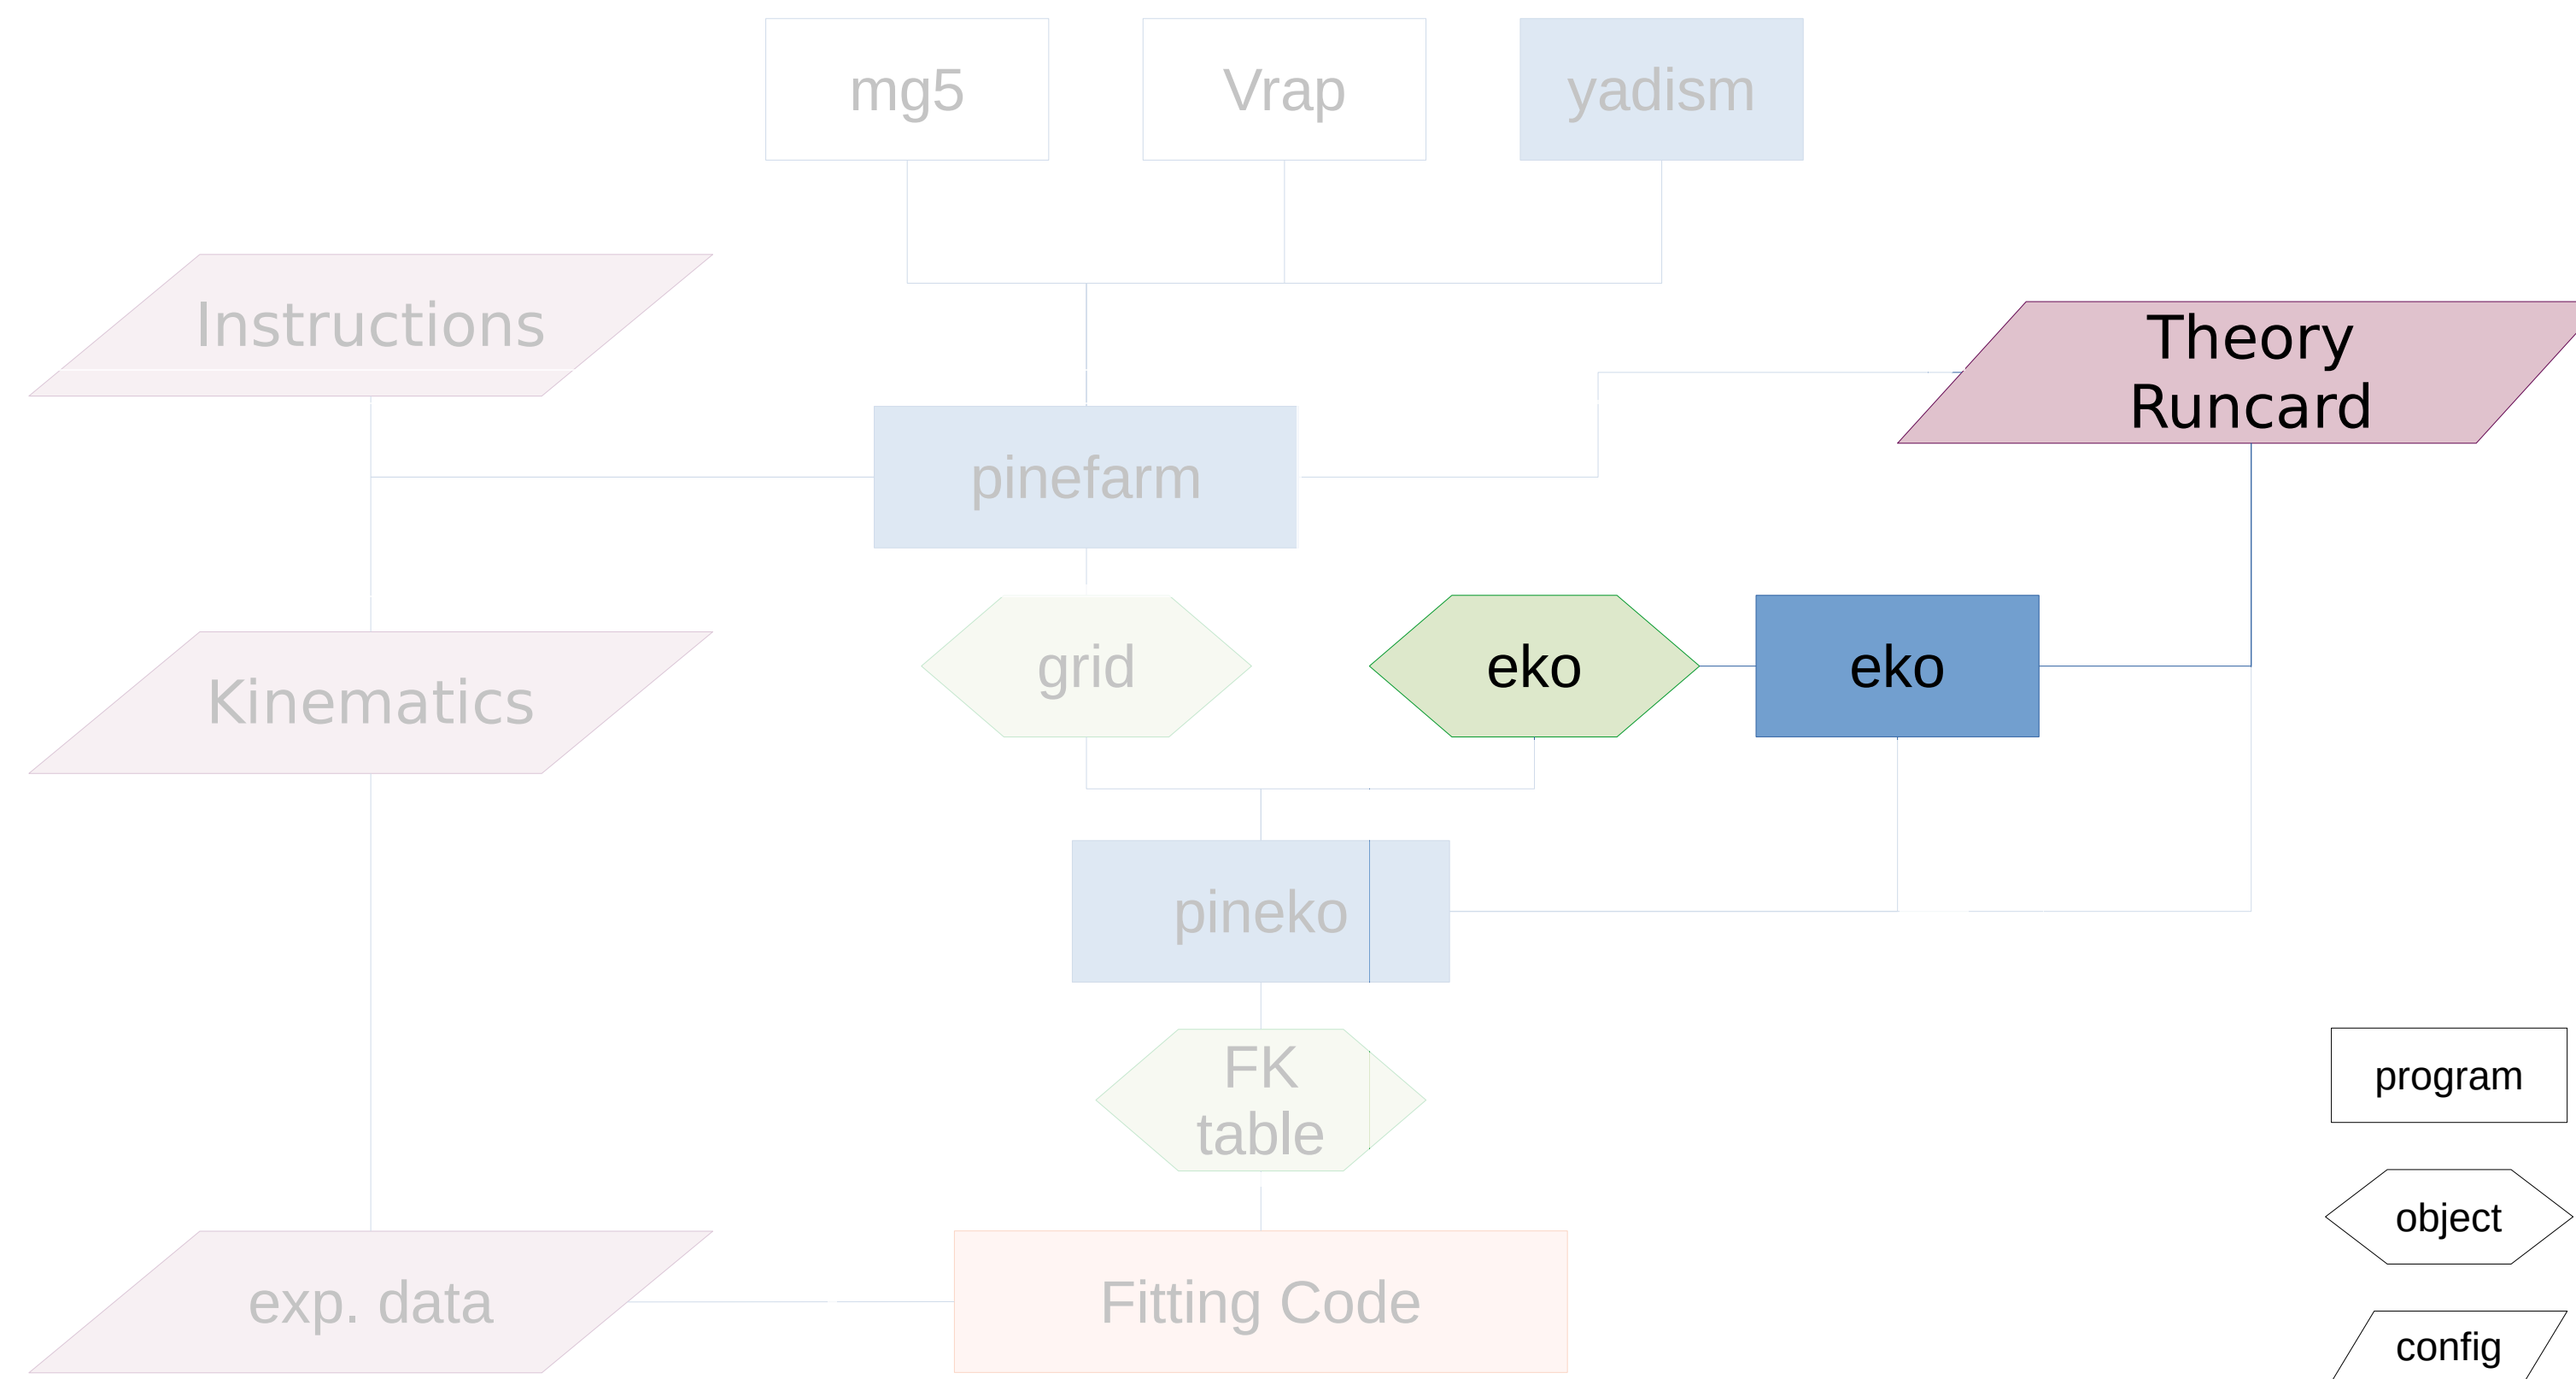 mg5
Vrap
yadism
Instructions
Theory
Runcard
pinefarm
Kinematics
grid
eko
eko
pineko
FK
table
program
object
exp. data
Fitting Code
config